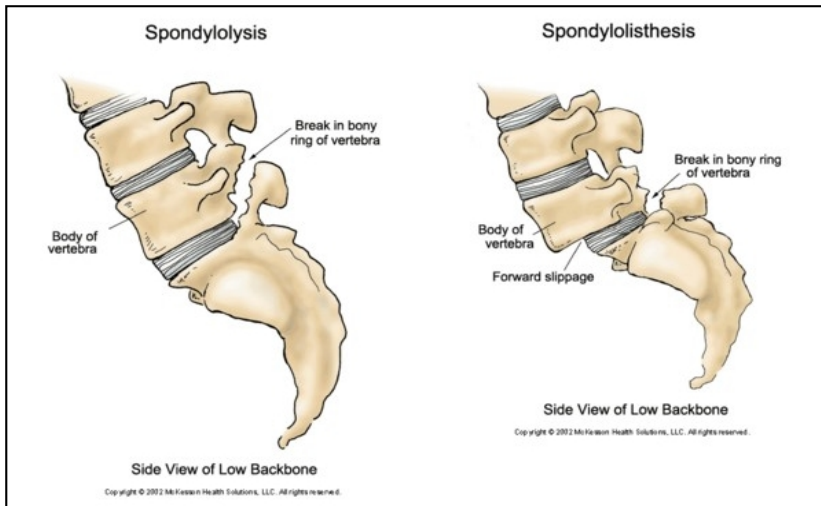 Spondylolysis
Break in bony
ring of vertebra
Body of
vertebra
Side View of Low Backbone
Copyright © 2002 McKesson Health Solutions, LLC. All rights reserved.
Spondylolisthesis
Break in bony ring
of vertebra
Body of
vertebra
Forward slippage
Side View of Low Backbone
Copyright © 2002 McKesson Health Solutions, LLC. All rights reserved.